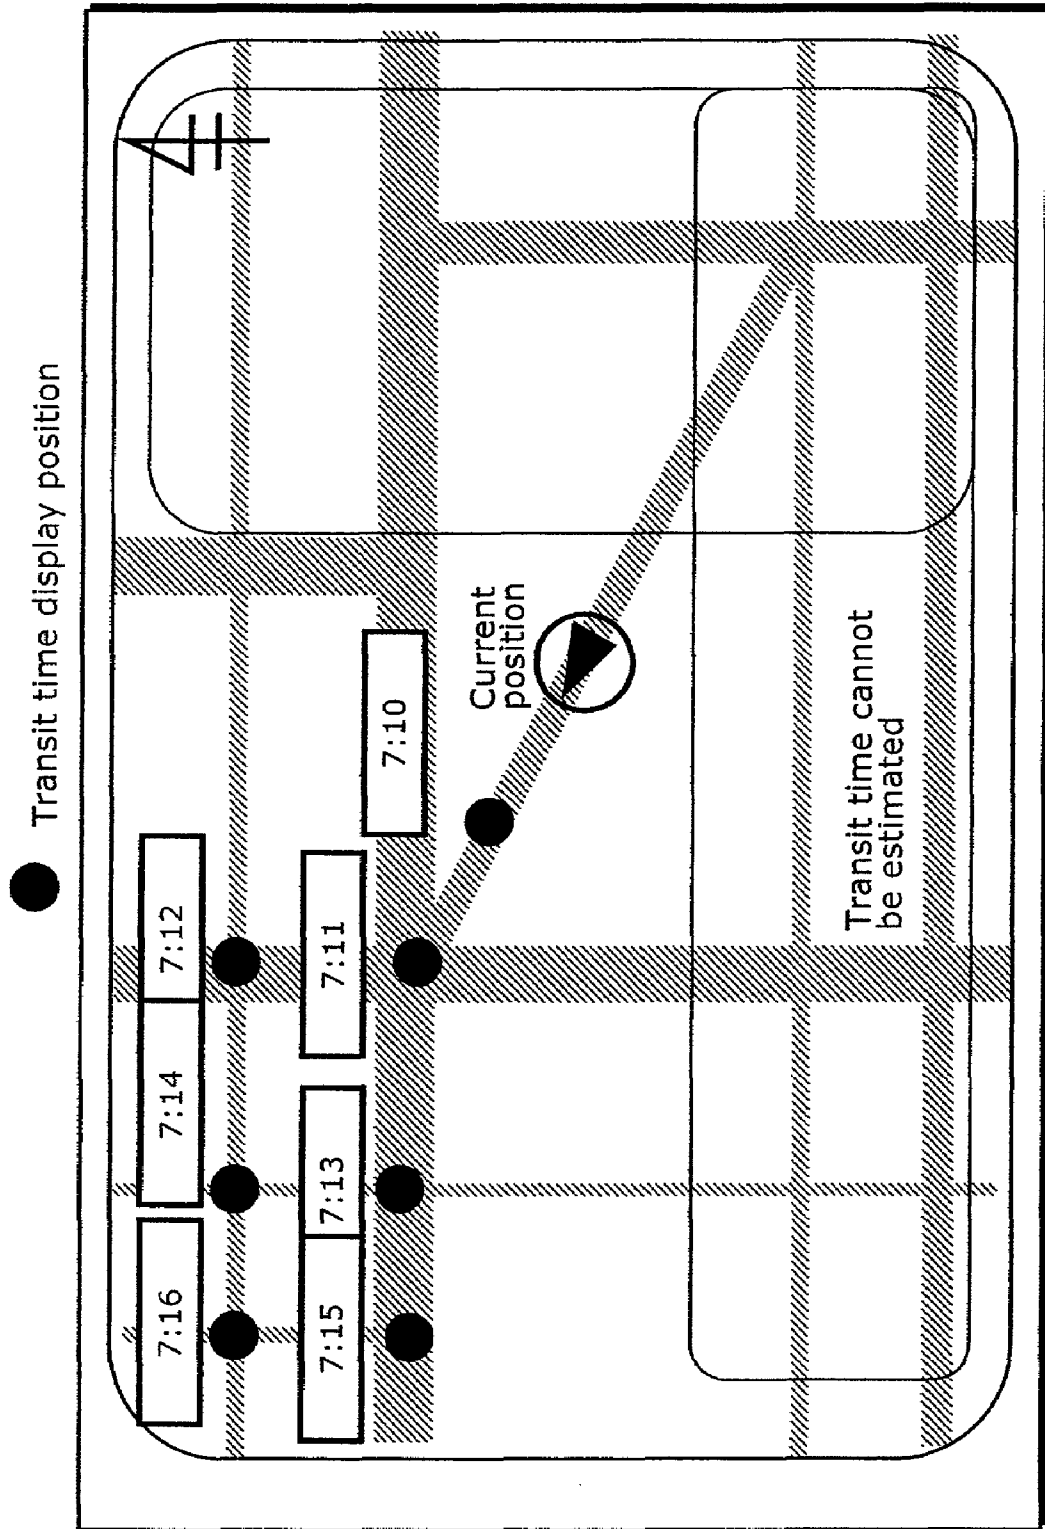 Transit time display position
7:16
7:14
7:12
7:15
7:13
7:11
7:10
Current
position
Transit time cannot
be estimated